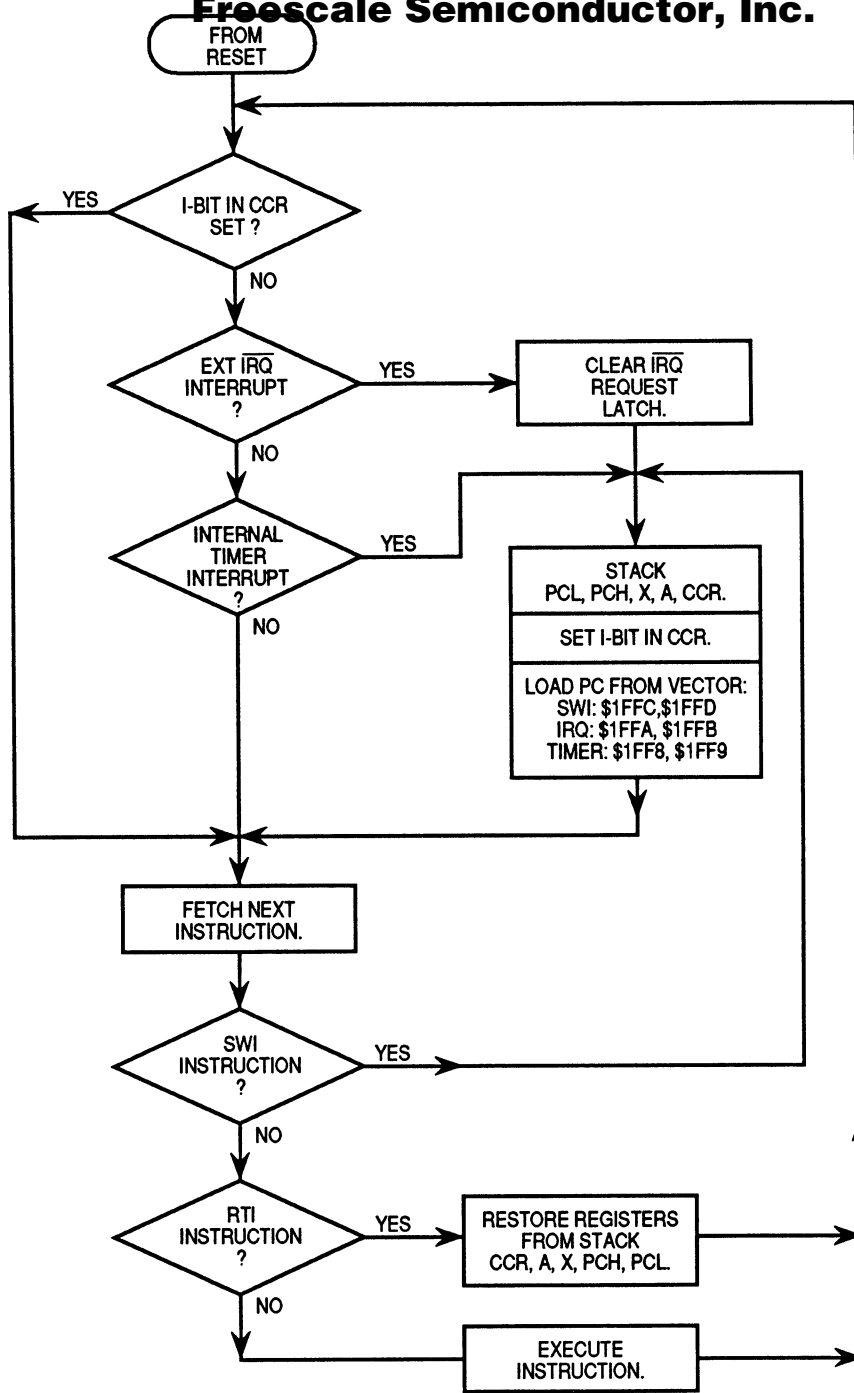 Freescale Semiconductor, Inc.
FROM
RESET
I-BIT IN CCR
SET ?
YES
NO
EXT I̅R̅Q̅
INTERRUPT
?
YES
NO
CLEAR I̅R̅Q̅
REQUEST
LATCH.
INTERNAL
TIMER
INTERRUPT
?
YES
NO
STACK
PCL, PCH, X, A, CCR.
SET I-BIT IN CCR.
LOAD PC FROM VECTOR:
SWI: $1FFC,$1FFD
IRQ: $1FFA, $1FFB
TIMER: $1FF8, $1FF9
FETCH NEXT
INSTRUCTION.
SWI
INSTRUCTION
?
YES
NO
RTI
INSTRUCTION
?
YES
NO
RESTORE REGISTERS
FROM STACK
CCR, A, X, PCH, PCL.
EXECUTE
INSTRUCTION.